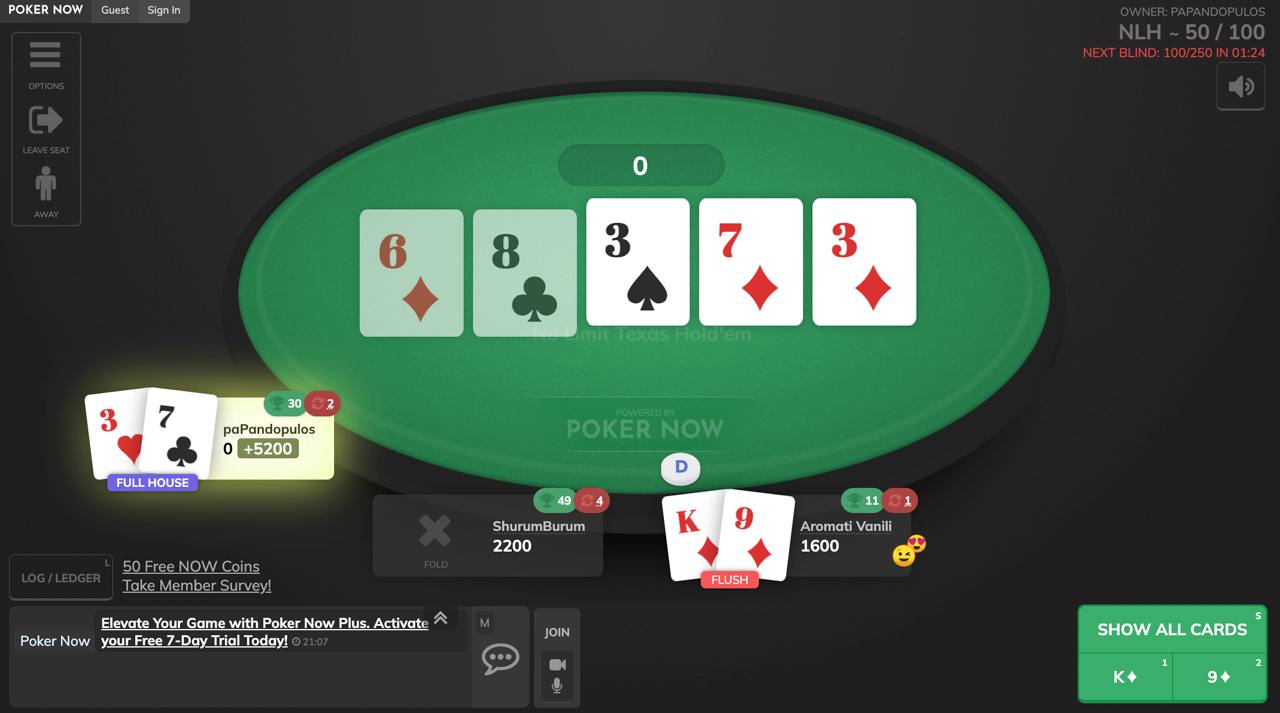 POKER NOW Guest Sign In
OWNER: PAPANDOPULOS
NLH ~ 50 / 100
NEXT BLIND: 100/250 IN 01:24
OPTIONS
LEAVE SEAT
AWAY
0
6 8 3 7 3
No Limit Texas Hold'em
POWERED BY
POKER NOW
D
3 7
30 2
paPandopulos
0 +5200
FULL HOUSE
49 4
ShurumBurum
2200
FOLD
K 9
11 1
Aromati Vanili
1600
FLUSH
LOG / LEDGER L
50 Free NOW Coins
Take Member Survey!
Poker Now
Elevate Your Game with Poker Now Plus. Activate
your Free 7-Day Trial Today! 21:07
M
JOIN
SHOW ALL CARDS S
K♦ 1
9♦ 2